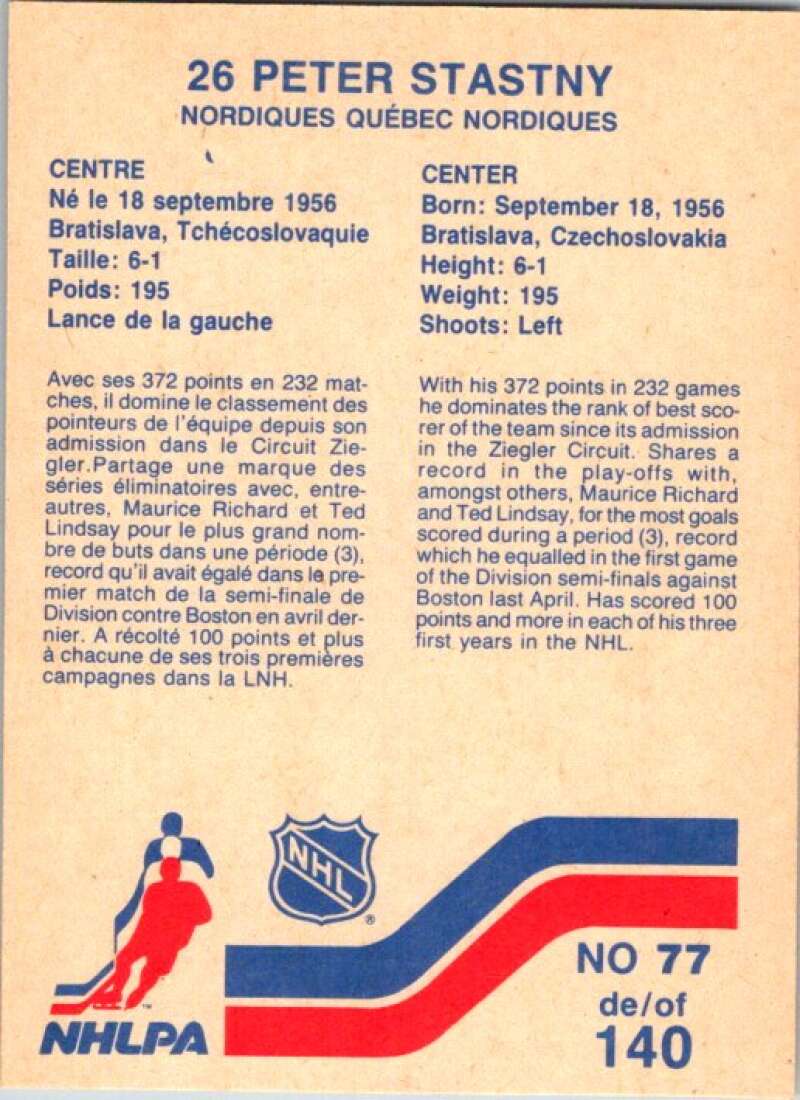 26 PETER STASTNY
NORDIQUES QUÉBEC NORDIQUES
CENTRE
Né le 18 septembre 1956
Bratislava, Tchécoslovaquie
Taille: 6-1
Poids: 195
Lance de la gauche
Avec ses 372 points en 232 mat-
ches, il domine le classement des
pointeurs de l'équipe depuis son
admission dans le Circuit Zie-
gler.Partage une marque des
séries éliminatoires avec, entre-
autres, Maurice Richard et Ted
Lindsay pour le plus grand nom-
bre de buts dans une période (3),
record qu'il avait égalé dans le pre-
mier match de la semi-finale de
Division contre Boston en avril der-
nier. A récolté 100 points et plus
à chacune de ses trois premières
campagnes dans la LNH.
CENTER
Born: September 18, 1956
Bratislava, Czechoslovakia
Height: 6-1
Weight: 195
Shoots: Left
With his 372 points in 232 games
he dominates the rank of best sco-
rer of the team since its admission
in the Ziegler Circuit. Shares a
record in the play-offs with,
amongst others, Maurice Richard
and Ted Lindsay, for the most goals
scored during a period (3), record
which he equalled in the first game
of the Division semi-finals against
Boston last April. Has scored 100
points and more in each of his three
first years in the NHL.
NHL
®
™
NHLPA
NO 77
de/of
140